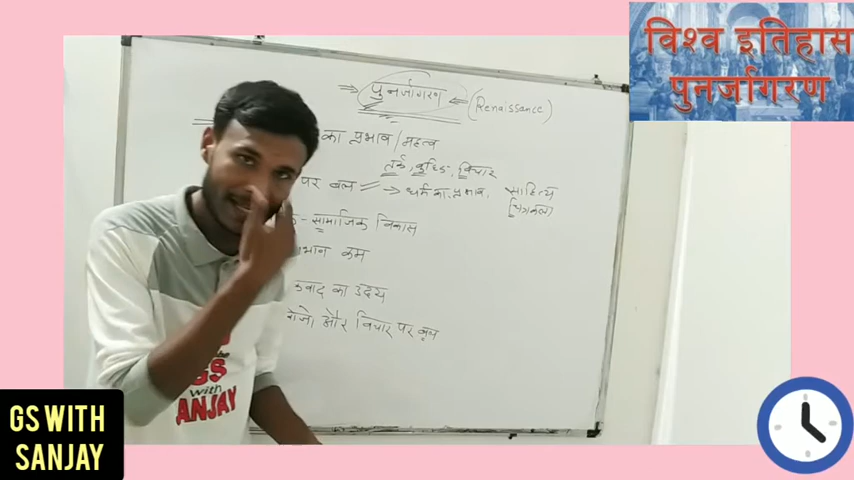 विश्व इतिहास
पुनर्जागरण
⇒ पुनर्जागरण ← (Renaissance)
का प्रभाव/महत्व
तर्क, बुद्धि, विचार
पर बल → धर्म का प्रभाव, साहित्य
चित्रकला
- सामाजिक विकास
कम
का उदय
और विचार पर बल
GS
with
SANJAY
GS WITH
SANJAY